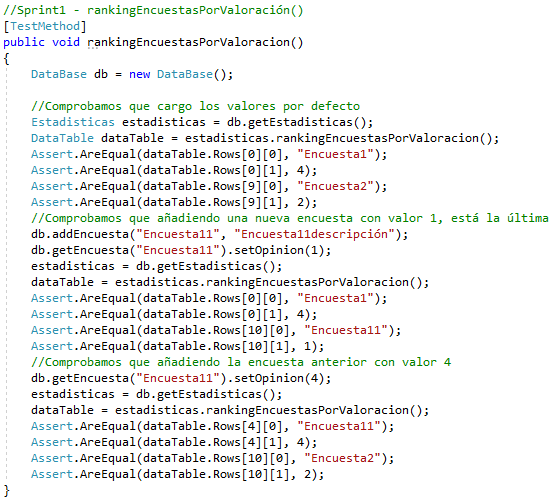 //Sprint1 - rankingEncuestasPorValoración()
[TestMethod]
public void rankingEncuestasPorValoracion()
{
DataBase db = new DataBase();
//Comprobamos que cargo los valores por defecto
Estadisticas estadisticas = db.getEstadisticas();
DataTable dataTable = estadisticas.rankingEncuestasPorValoracion();
Assert.AreEqual(dataTable.Rows[0][0], "Encuesta1");
Assert.AreEqual(dataTable.Rows[0][1], 4);
Assert.AreEqual(dataTable.Rows[9][0], "Encuesta2");
Assert.AreEqual(dataTable.Rows[9][1], 2);
//Comprobamos que añadiendo una nueva encuesta con valor 1, está la última
db.addEncuesta("Encuesta11", "Encuesta11descripción");
db.getEncuesta("Encuesta11").setOpinion(1);
estadisticas = db.getEstadisticas();
dataTable = estadisticas.rankingEncuestasPorValoracion();
Assert.AreEqual(dataTable.Rows[0][0], "Encuesta1");
Assert.AreEqual(dataTable.Rows[0][1], 4);
Assert.AreEqual(dataTable.Rows[10][0], "Encuesta11");
Assert.AreEqual(dataTable.Rows[10][1], 1);
//Comprobamos que añadiendo la encuesta anterior con valor 4
db.getEncuesta("Encuesta11").setOpinion(4);
estadisticas = db.getEstadisticas();
dataTable = estadisticas.rankingEncuestasPorValoracion();
Assert.AreEqual(dataTable.Rows[4][0], "Encuesta11");
Assert.AreEqual(dataTable.Rows[4][1], 4);
Assert.AreEqual(dataTable.Rows[10][0], "Encuesta2");
Assert.AreEqual(dataTable.Rows[10][1], 2);
}